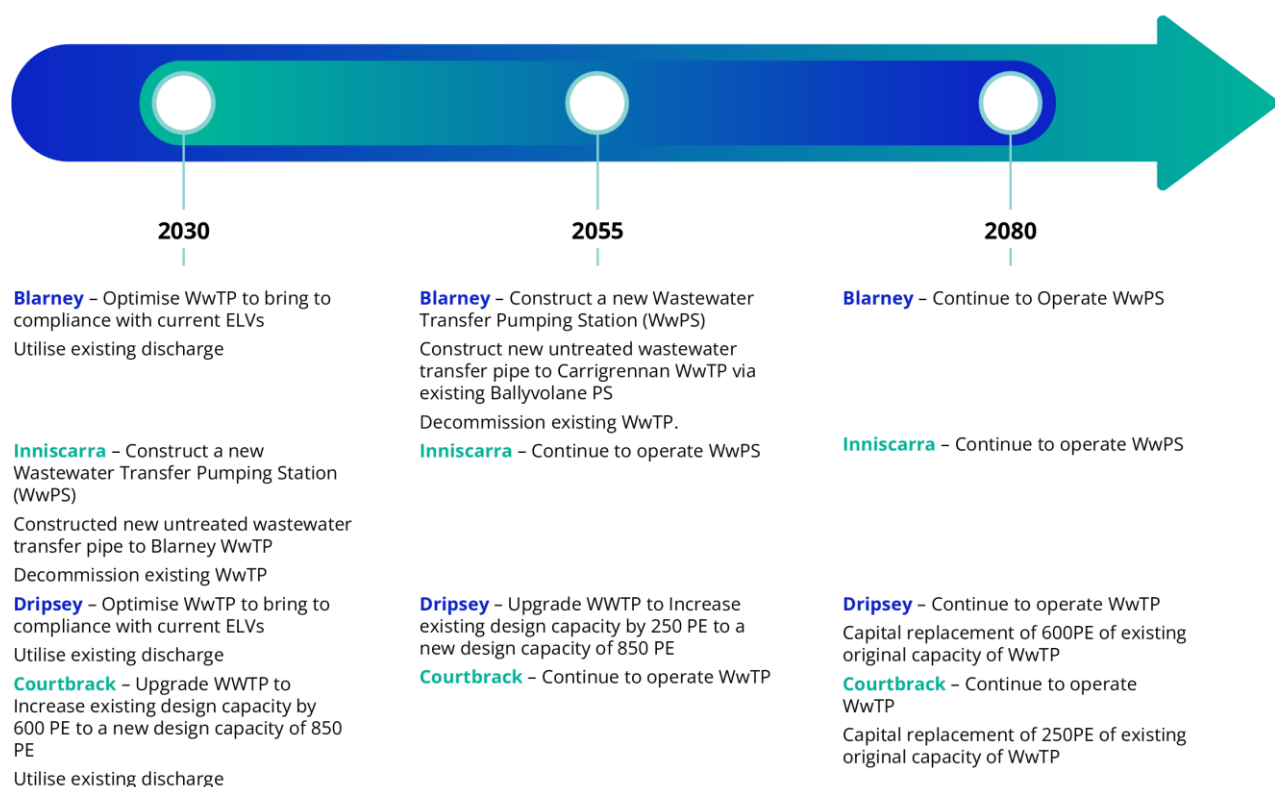 2030
Blarney – Optimise WwTP to bring to
compliance with current ELVs
Utilise existing discharge
Inniscarra – Construct a new
Wastewater Transfer Pumping Station
(WwPS)
Constructed new untreated wastewater
transfer pipe to Blarney WwTP
Decommission existing WwTP
Dripsey – Optimise WwTP to bring to
compliance with current ELVs
Utilise existing discharge
Courtbrack – Upgrade WWTP to
Increase existing design capacity by
600 PE to a new design capacity of 850
PE
Utilise existing discharge
2055
Blarney – Construct a new Wastewater
Transfer Pumping Station (WwPS)
Construct new untreated wastewater
transfer pipe to Carrigrennan WwTP via
existing Ballyvolane PS
Decommission existing WwTP.
Inniscarra – Continue to operate WwPS
Dripsey – Upgrade WWTP to Increase
existing design capacity by 250 PE to a
new design capacity of 850 PE
Courtbrack – Continue to operate WwTP
2080
Blarney – Continue to Operate WwPS
Inniscarra – Continue to operate WwPS
Dripsey – Continue to operate WwTP
Capital replacement of 600PE of existing
original capacity of WwTP
Courtbrack – Continue to operate
WwTP
Capital replacement of 250PE of existing
original capacity of WwTP